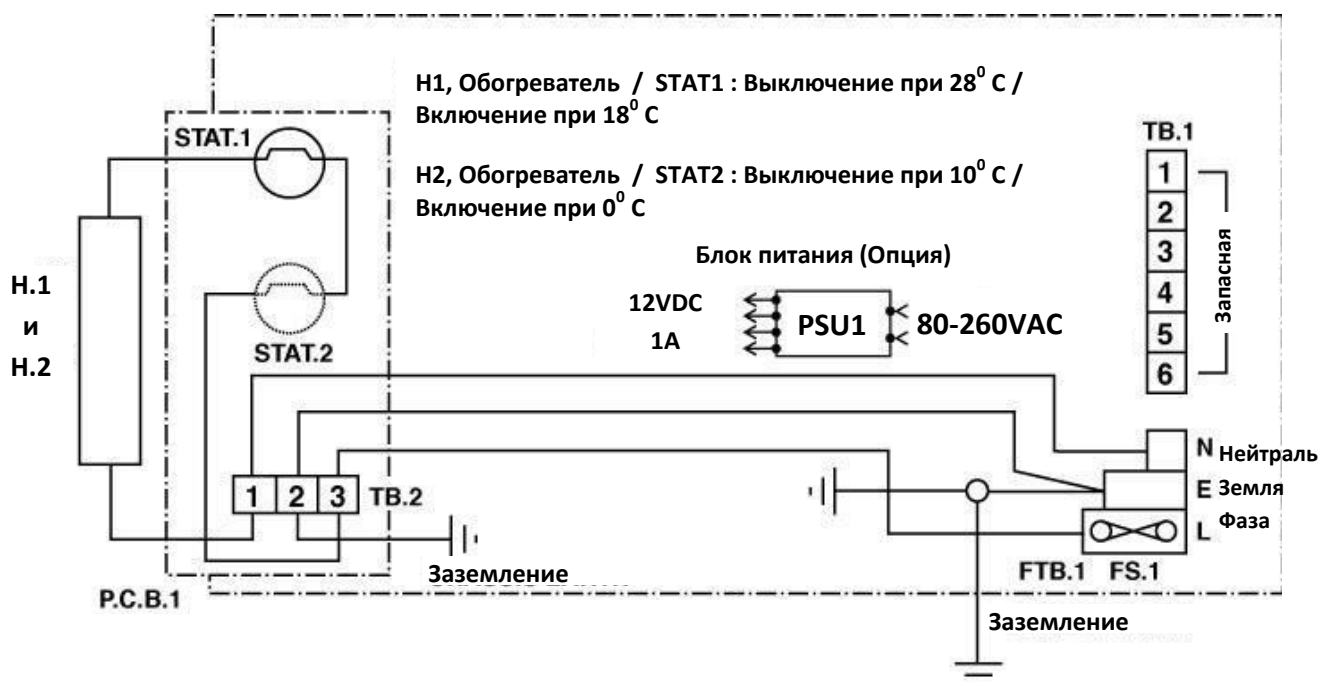 H1, Обогреватель / STAT1 : Выключение при 28⁰ C /
Включение при 18⁰ C
STAT.1
TB.1
H2, Обогреватель / STAT2 : Выключение при 10⁰ C /
Включение при 0⁰ C
1
2
3
4
5
6
Запасная
Блок питания (Опция)
H.1
и
H.2
12VDC
1A
PSU1
80-260VAC
STAT.2
N Нейтраль
E Земля
L Фаза
1 2 3 TB.2
FTB.1 FS.1
Заземление
P.C.B.1
Заземление